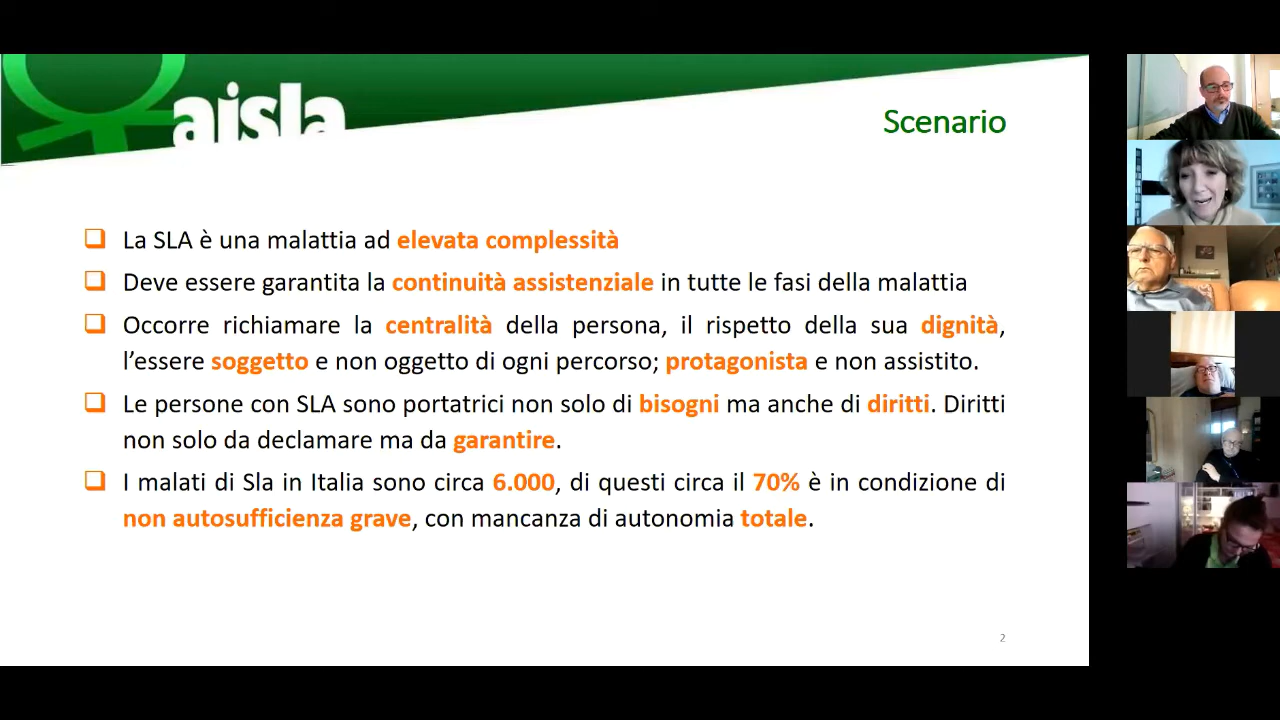 aisla
Scenario
La SLA è una malattia ad elevata complessità
Deve essere garantita la continuità assistenziale in tutte le fasi della malattia
Occorre richiamare la centralità della persona, il rispetto della sua dignità,
l'essere soggetto e non oggetto di ogni percorso; protagonista e non assistito.
Le persone con SLA sono portatrici non solo di bisogni ma anche di diritti. Diritti
non solo da declamare ma da garantire.
I malati di Sla in Italia sono circa 6.000, di questi circa il 70% è in condizione di
non autosufficienza grave, con mancanza di autonomia totale.
2